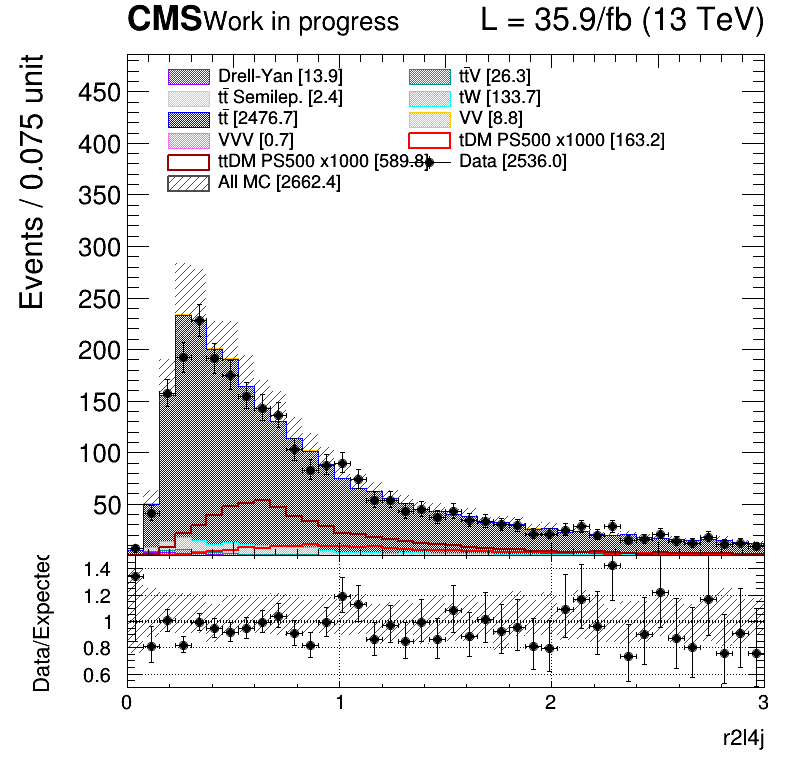 CMS Work in progress L = 35.9/fb (13 TeV)
Events / 0.075 unit
Drell-Yan [13.9] tt̄V [26.3]
tt̄ Semilep. [2.4] tW [133.7]
tt̄ [2476.7] VV [8.8]
VVV [0.7] tDM PS500 x1000 [163.2]
ttDM PS500 x1000 [589.8] Data [2536.0]
All MC [2662.4]
450
400
350
300
250
200
150
100
50
Data/Expected
1.4
1.2
1
0.8
0.6
0 1 2 3
r2l4j